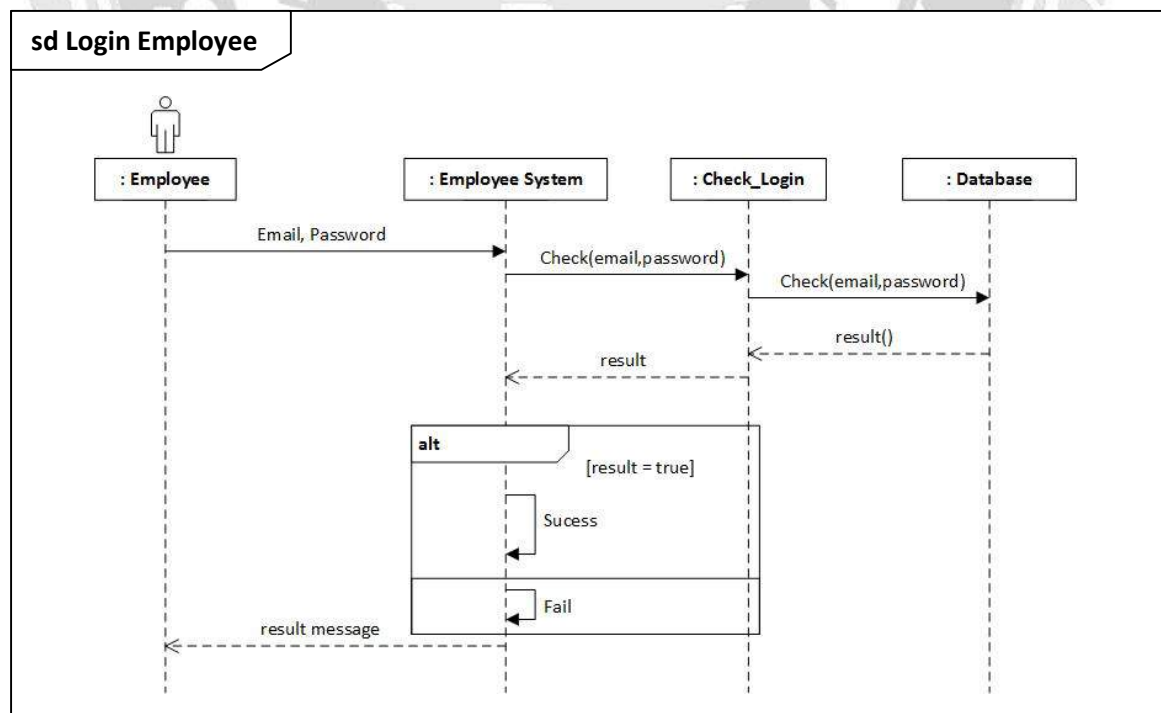 sd Login Employee
: Employee
: Employee System
: Check_Login
: Database
Email, Password
Check(email,password)
Check(email,password)
result()
result
alt
[result = true]
Sucess
Fail
result message